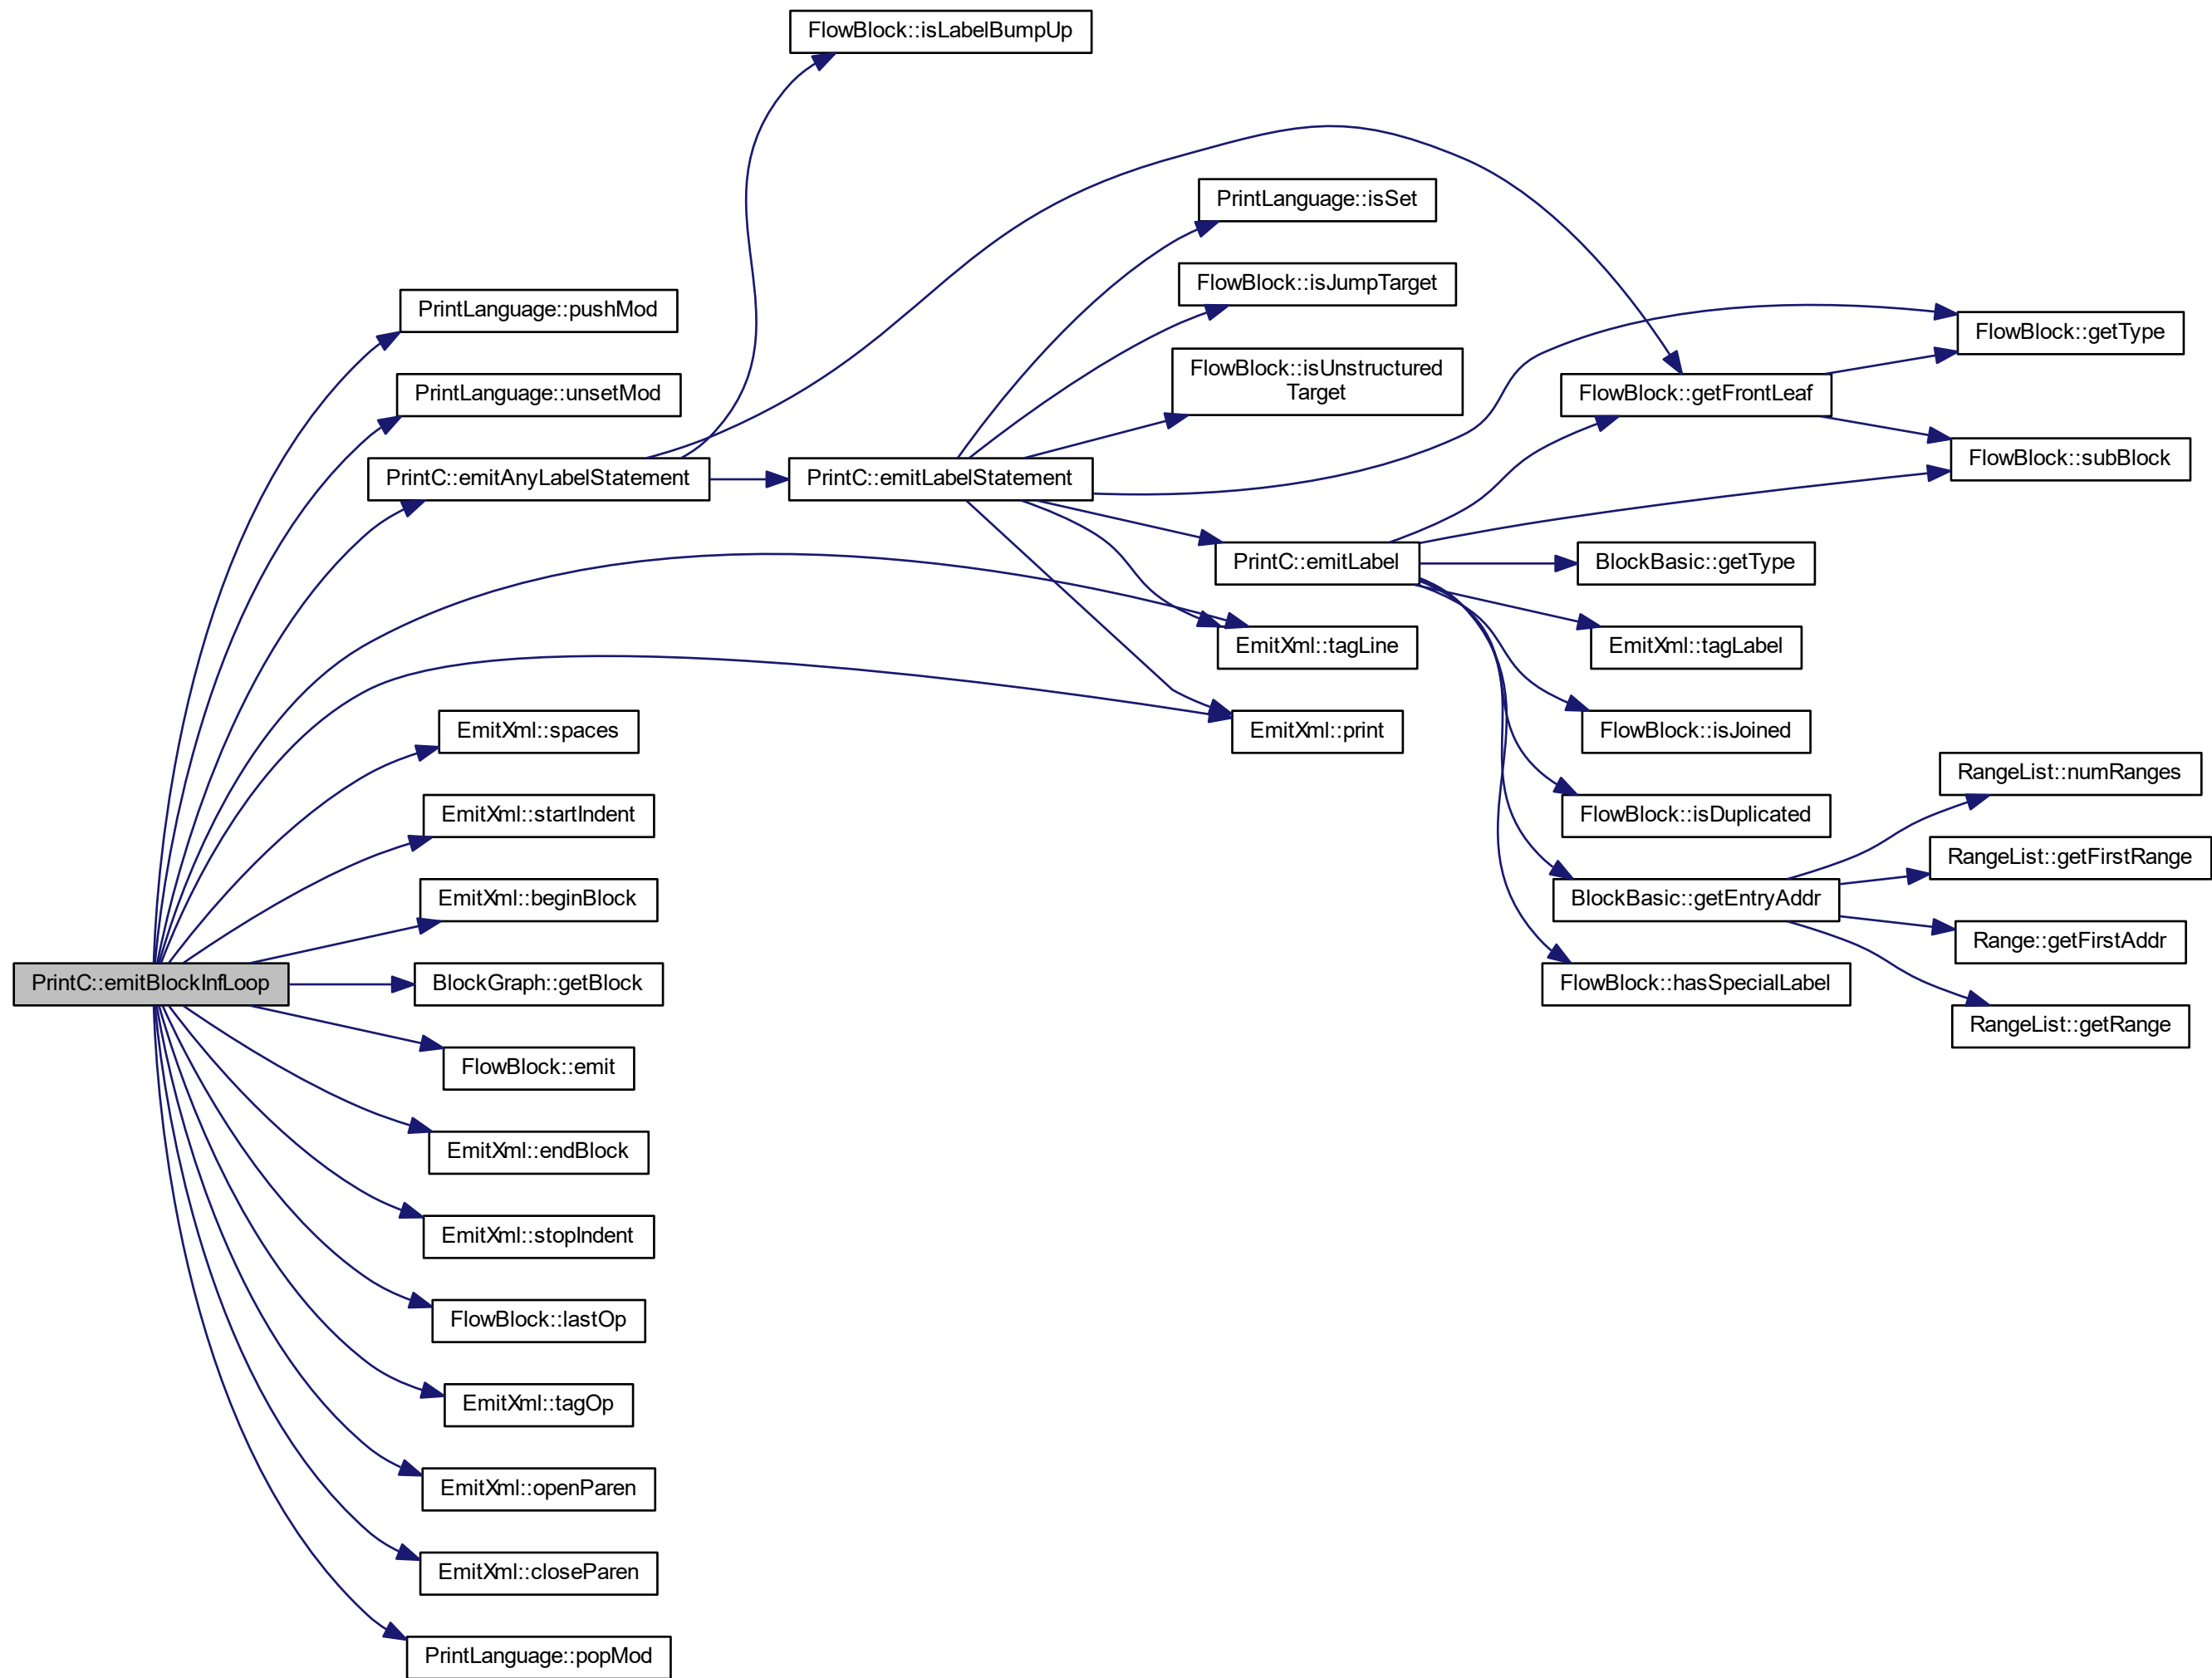 FlowBlock::isLabelBumpUp
PrintLanguage::isSet
FlowBlock::isJumpTarget
PrintLanguage::pushMod
FlowBlock::getType
FlowBlock::isUnstructured
Target
PrintLanguage::unsetMod
FlowBlock::getFrontLeaf
FlowBlock::subBlock
PrintC::emitAnyLabelStatement
PrintC::emitLabelStatement
PrintC::emitLabel
BlockBasic::getType
EmitXml::tagLine
EmitXml::tagLabel
EmitXml::spaces
EmitXml::print
FlowBlock::isJoined
RangeList::numRanges
EmitXml::startIndent
FlowBlock::isDuplicated
RangeList::getFirstRange
EmitXml::beginBlock
BlockBasic::getEntryAddr
Range::getFirstAddr
PrintC::emitBlockInfLoop
BlockGraph::getBlock
FlowBlock::hasSpecialLabel
RangeList::getRange
FlowBlock::emit
EmitXml::endBlock
EmitXml::stopIndent
FlowBlock::lastOp
EmitXml::tagOp
EmitXml::openParen
EmitXml::closeParen
PrintLanguage::popMod